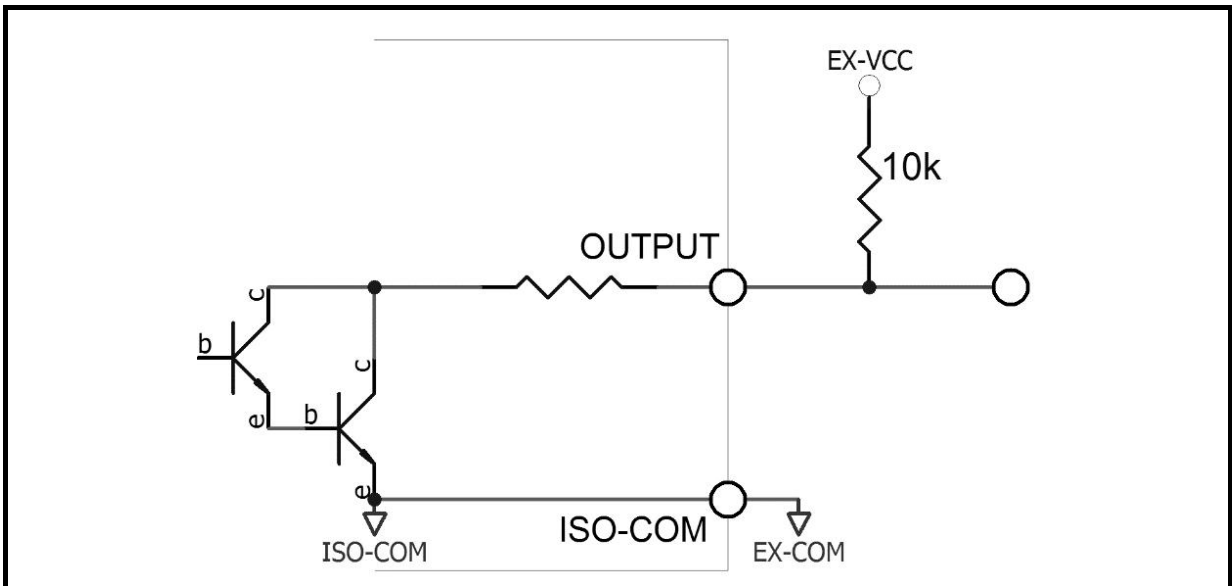 EX-VCC
10k
OUTPUT
c
b
c
e
b
e
ISO-COM
ISO-COM
EX-COM